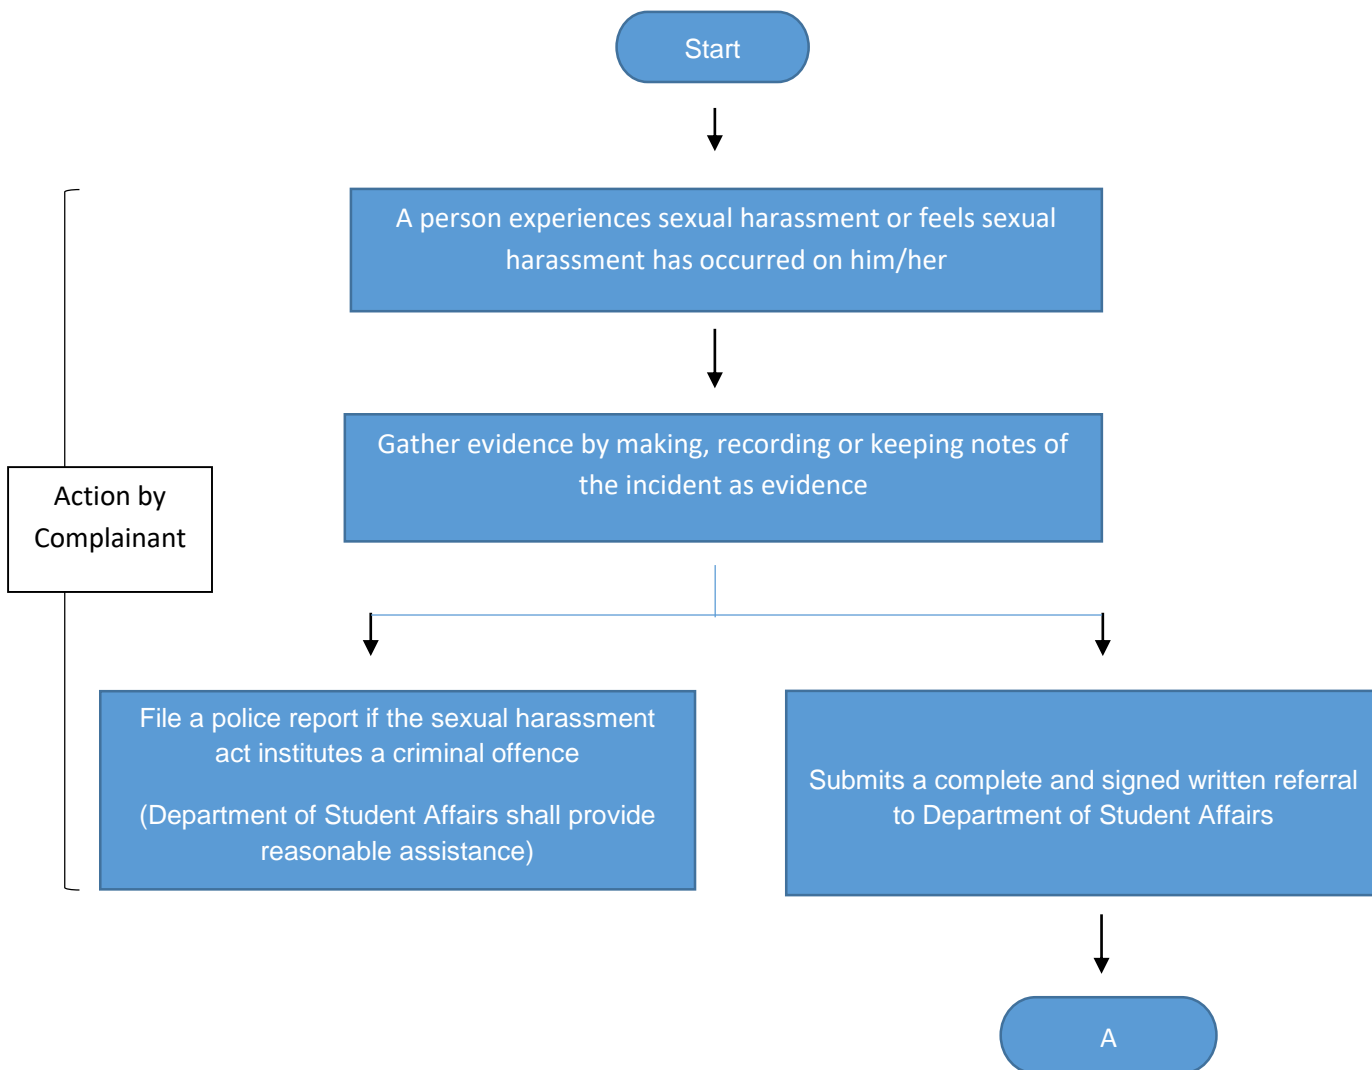 Start
A person experiences sexual harassment or feels sexual
harassment has occurred on him/her
Gather evidence by making, recording or keeping notes of
the incident as evidence
Action by
Complainant
File a police report if the sexual harassment
act institutes a criminal offence
(Department of Student Affairs shall provide
reasonable assistance)
Submits a complete and signed written referral
to Department of Student Affairs
A